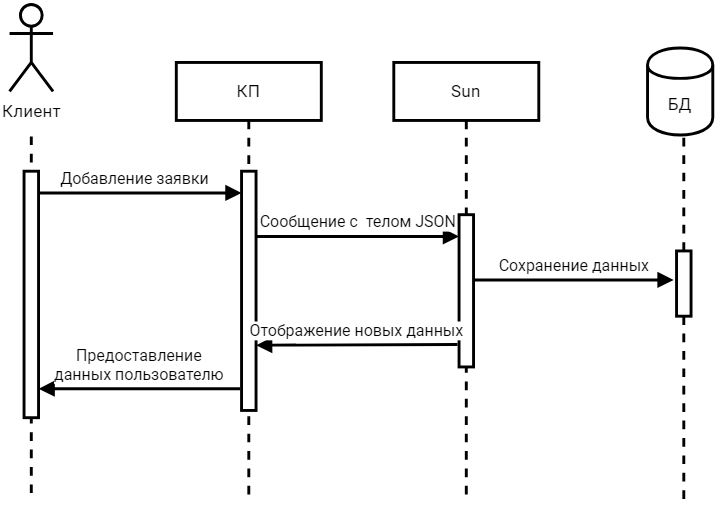 Клиент
КП
Sun
БД
Добавление заявки
Сообщение с телом JSON
Сохранение данных
Отображение новых данных
Предоставление
данных пользователю